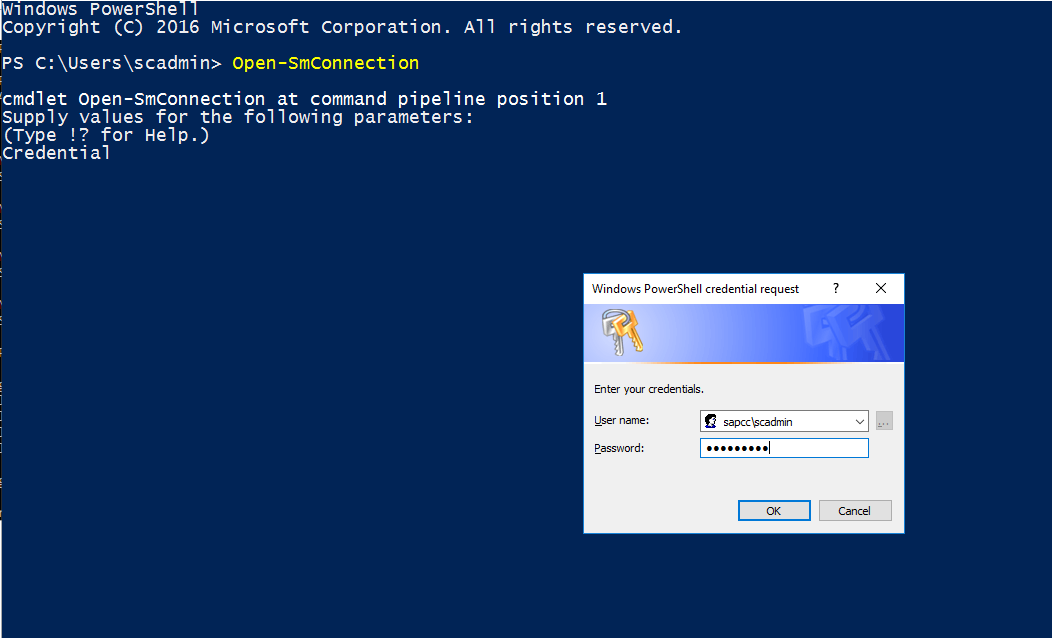 Windows PowerShell
Copyright (C) 2016 Microsoft Corporation. All rights reserved.
PS C:\Users\scadmin> Open-SmConnection
cmdlet Open-SmConnection at command pipeline position 1
Supply values for the following parameters:
(Type !? for Help.)
Credential
Windows PowerShell credential request ?
Enter your credentials.
User name: sapcc\scadmin ...
Password: •••••••••
OK Cancel